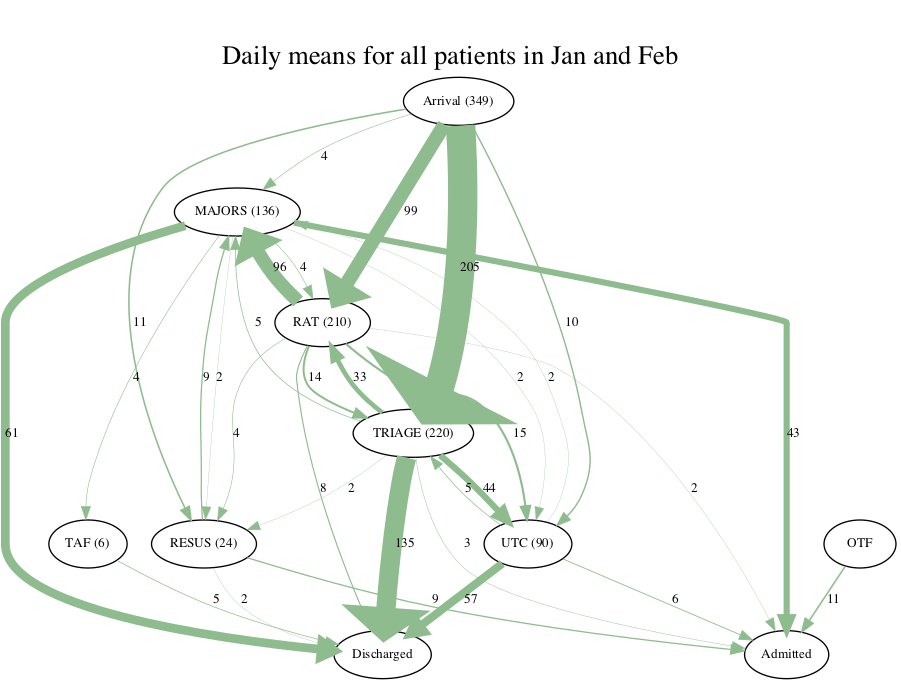 Daily means for all patients in Jan and Feb
Arrival (349)
4
MAJORS (136)
99
96
4
205
11
RAT (210)
5
10
4
9
2
14
33
2
2
61
4
TRIAGE (220)
15
43
8
2
5
44
2
TAF (6)
RESUS (24)
135
3
UTC (90)
OTF
5
2
9
57
6
11
Discharged
Admitted